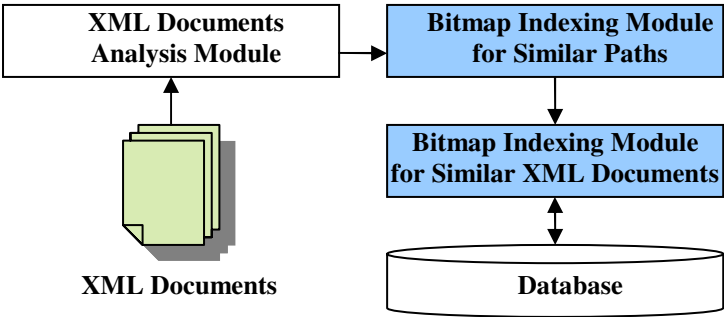 XML Documents
Analysis Module
Bitmap Indexing Module
for Similar Paths
Bitmap Indexing Module
for Similar XML Documents
XML Documents
Database